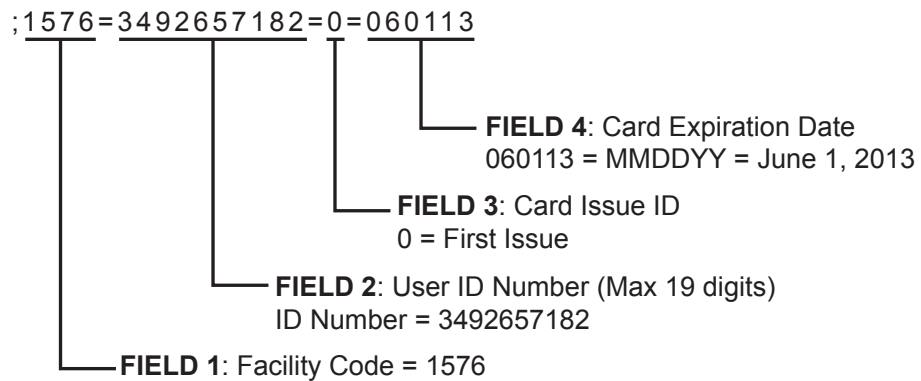 ;1576=3492657182=0=060113
FIELD 4: Card Expiration Date
060113 = MMDDYY = June 1, 2013
FIELD 3: Card Issue ID
0 = First Issue
FIELD 2: User ID Number (Max 19 digits)
ID Number = 3492657182
FIELD 1: Facility Code = 1576